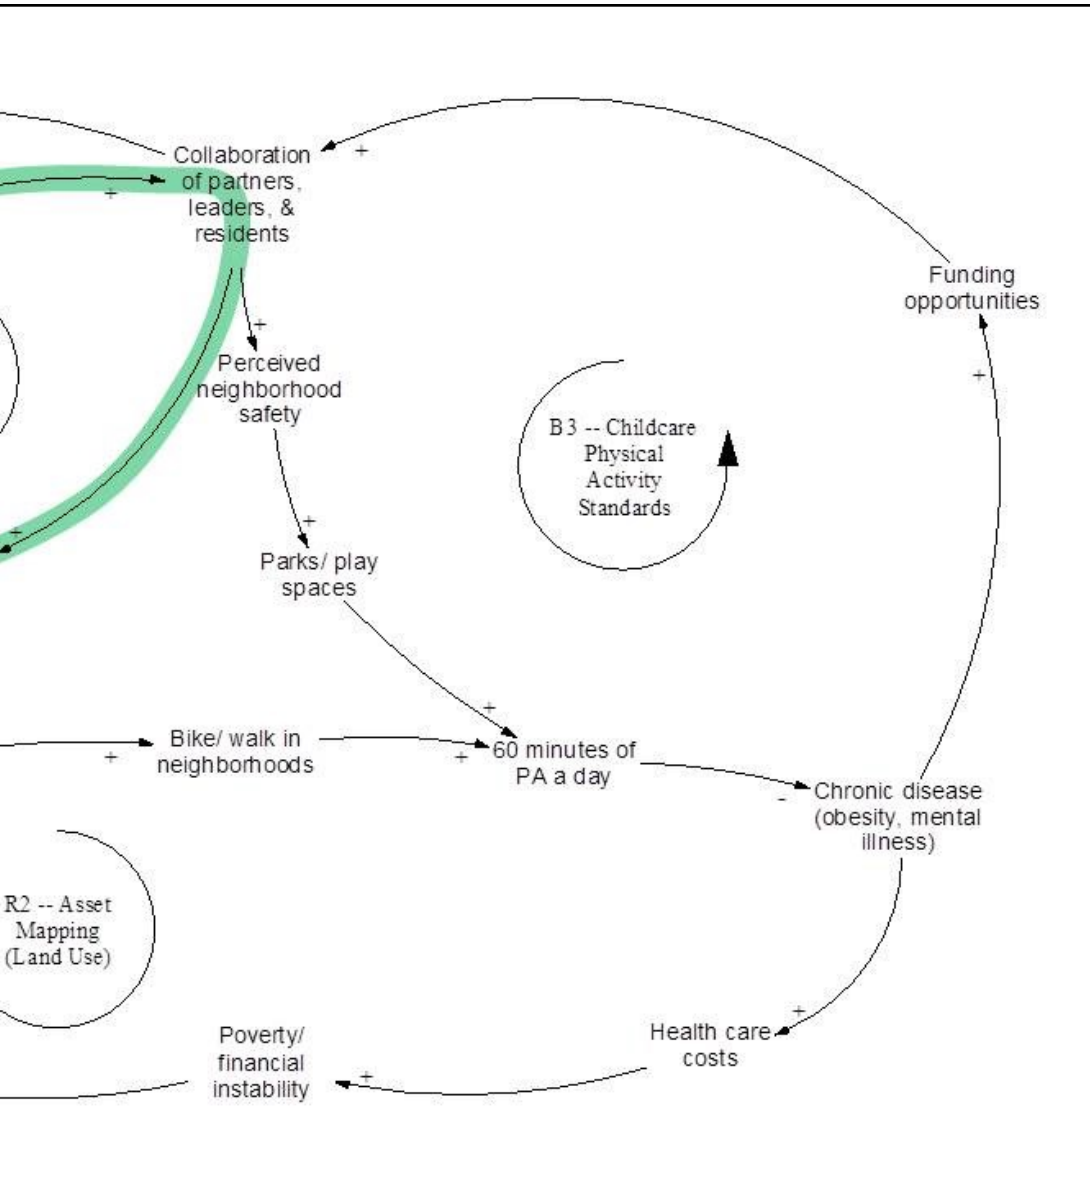 Collaboration
of partners,
leaders, &
residents
+
+
+
Perceived
neighborhood
safety
+
Parks/ play
spaces
+
+
Funding
opportunities
+
B3 -- Childcare
Physical
Activity
Standards
+
Bike/ walk in
neighborhoods
+
+
60 minutes of
PA a day
-
Chronic disease
(obesity, mental
illness)
R2 -- Asset
Mapping
(Land Use)
+
Health care
costs
+
Poverty/
financial
instability